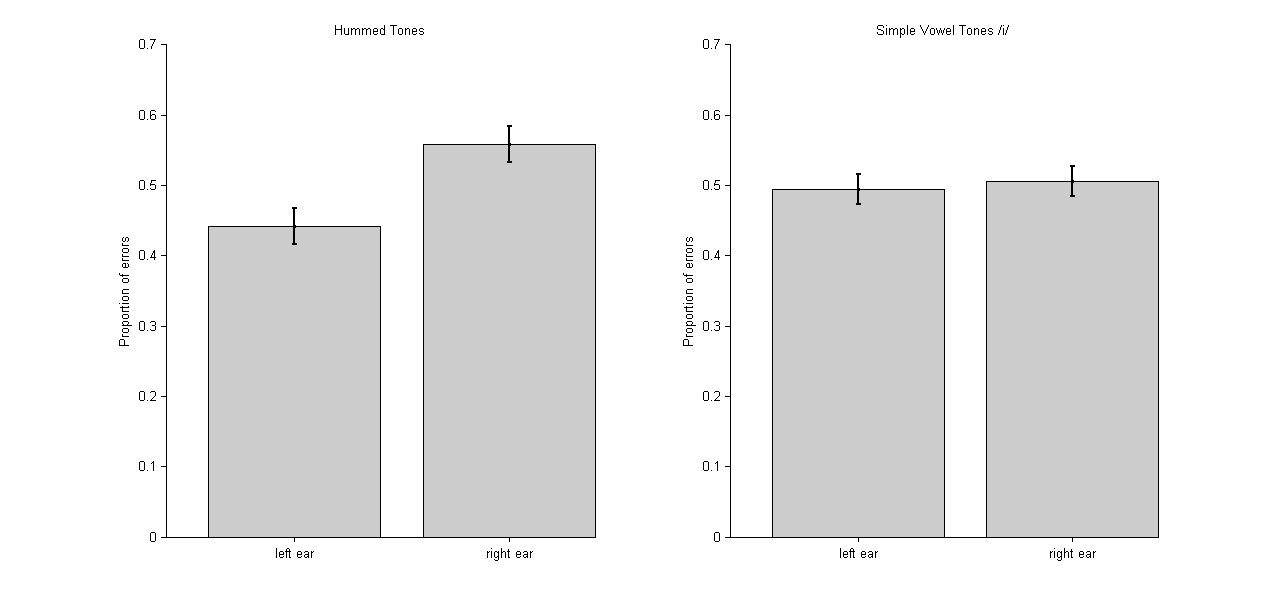 Hummed Tones
0.7
0.6
0.5
0.4
0.3
0.2
0.1
0
Proportion of errors
left ear
right ear
Simple Vowel Tones /i/
0.7
0.6
0.5
0.4
0.3
0.2
0.1
0
Proportion of errors
left ear
right ear